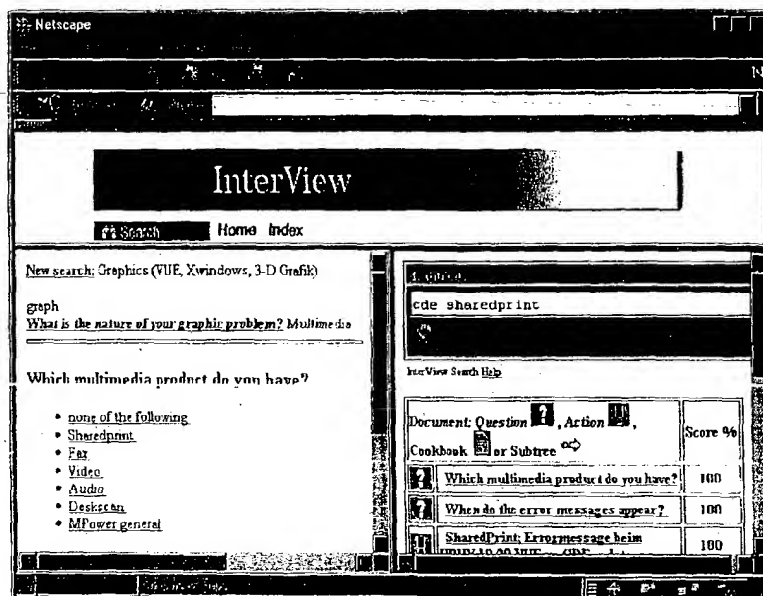 Netscape
InterView
Search Home Index
New search: Graphics (VUE, Xwindows, 3-D Grafik)
graph
What is the nature of your graphic problem? Multimedia
Which multimedia product do you have?
• none of the following
• Sharedprint
• Fax
• Video
• Audio
• Deskscan
• MPower general
cde sharedprint
InterView Search Help
Document: Question ? , Action ,
Cookbook or Subtree
Score %
? Which multimedia product do you have? 100
? When do the error messages appear? 100
SharedPrint; Errormessage beim
100